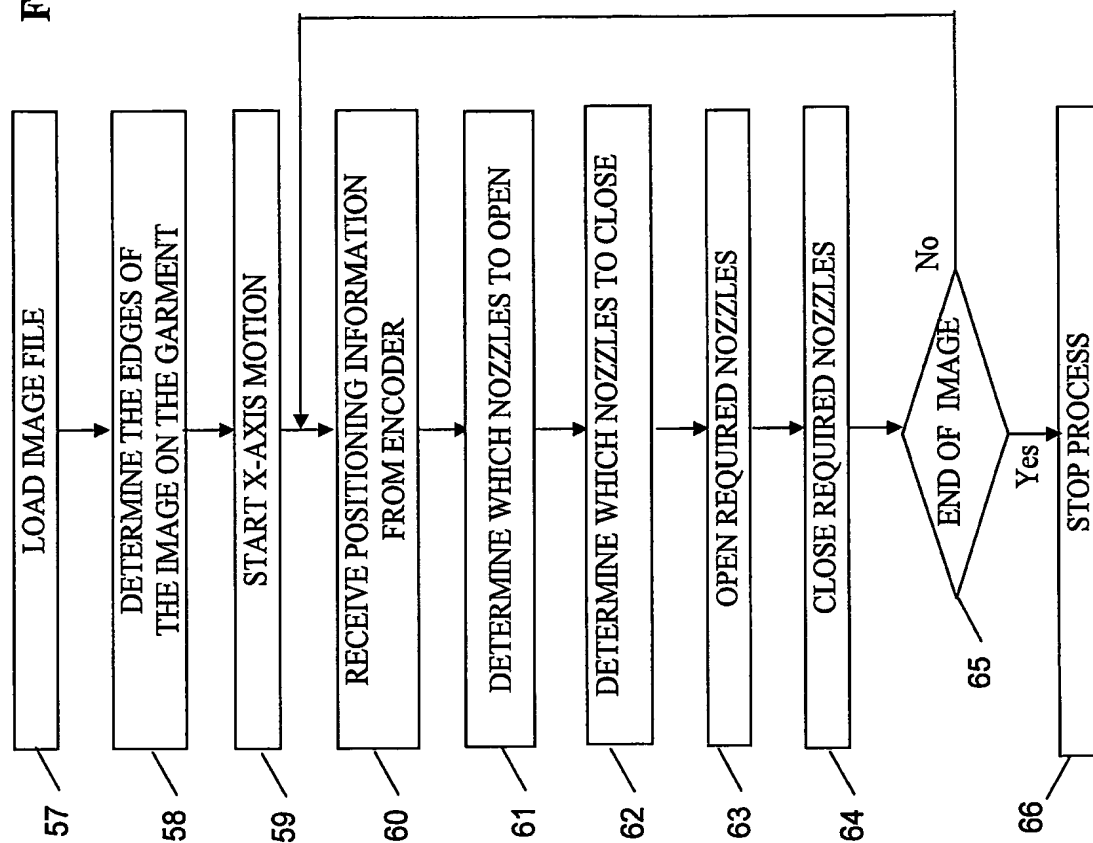 F
57
LOAD IMAGE FILE
58
DETERMINE THE EDGES OF
THE IMAGE ON THE GARMENT
59
START X-AXIS MOTION
60
RECEIVE POSITIONING INFORMATION
FROM ENCODER
61
DETERMINE WHICH NOZZLES TO OPEN
62
DETERMINE WHICH NOZZLES TO CLOSE
63
OPEN REQUIRED NOZZLES
64
CLOSE REQUIRED NOZZLES
65
END OF IMAGE
No
Yes
66
STOP PROCESS